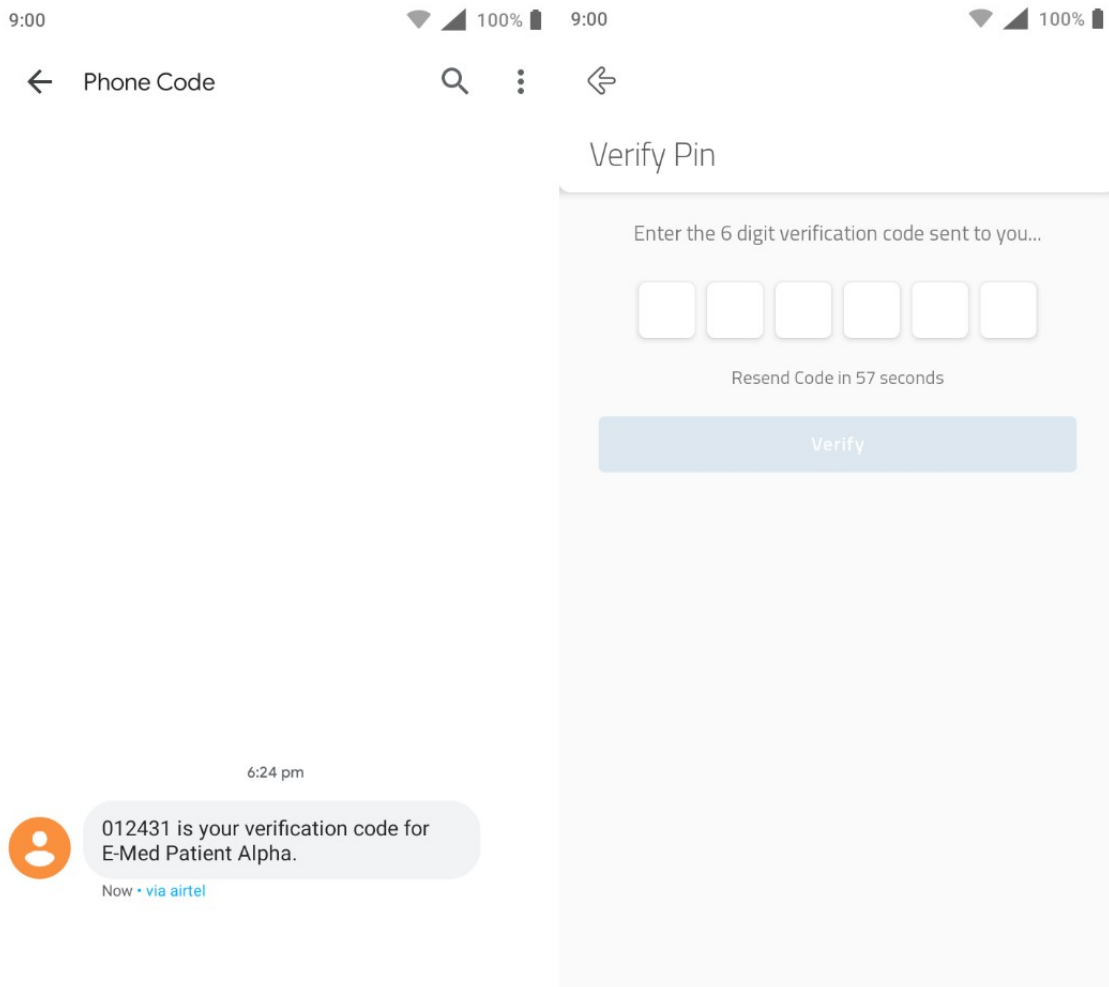 9:00
100%
Phone Code
6:24 pm
012431 is your verification code for
E-Med Patient Alpha.
Now • via airtel
9:00
100%
Verify Pin
Enter the 6 digit verification code sent to you...
Resend Code in 57 seconds
Verify